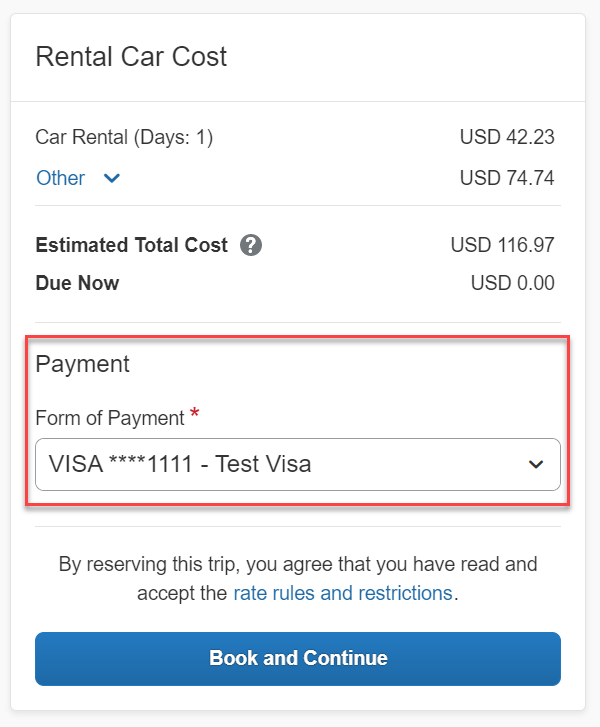 Rental Car Cost
Car Rental (Days: 1) USD 42.23
Other USD 74.74
Estimated Total Cost ? USD 116.97
Due Now USD 0.00
Payment
Form of Payment *
VISA ****1111 - Test Visa
By reserving this trip, you agree that you have read and
accept the rate rules and restrictions.
Book and Continue